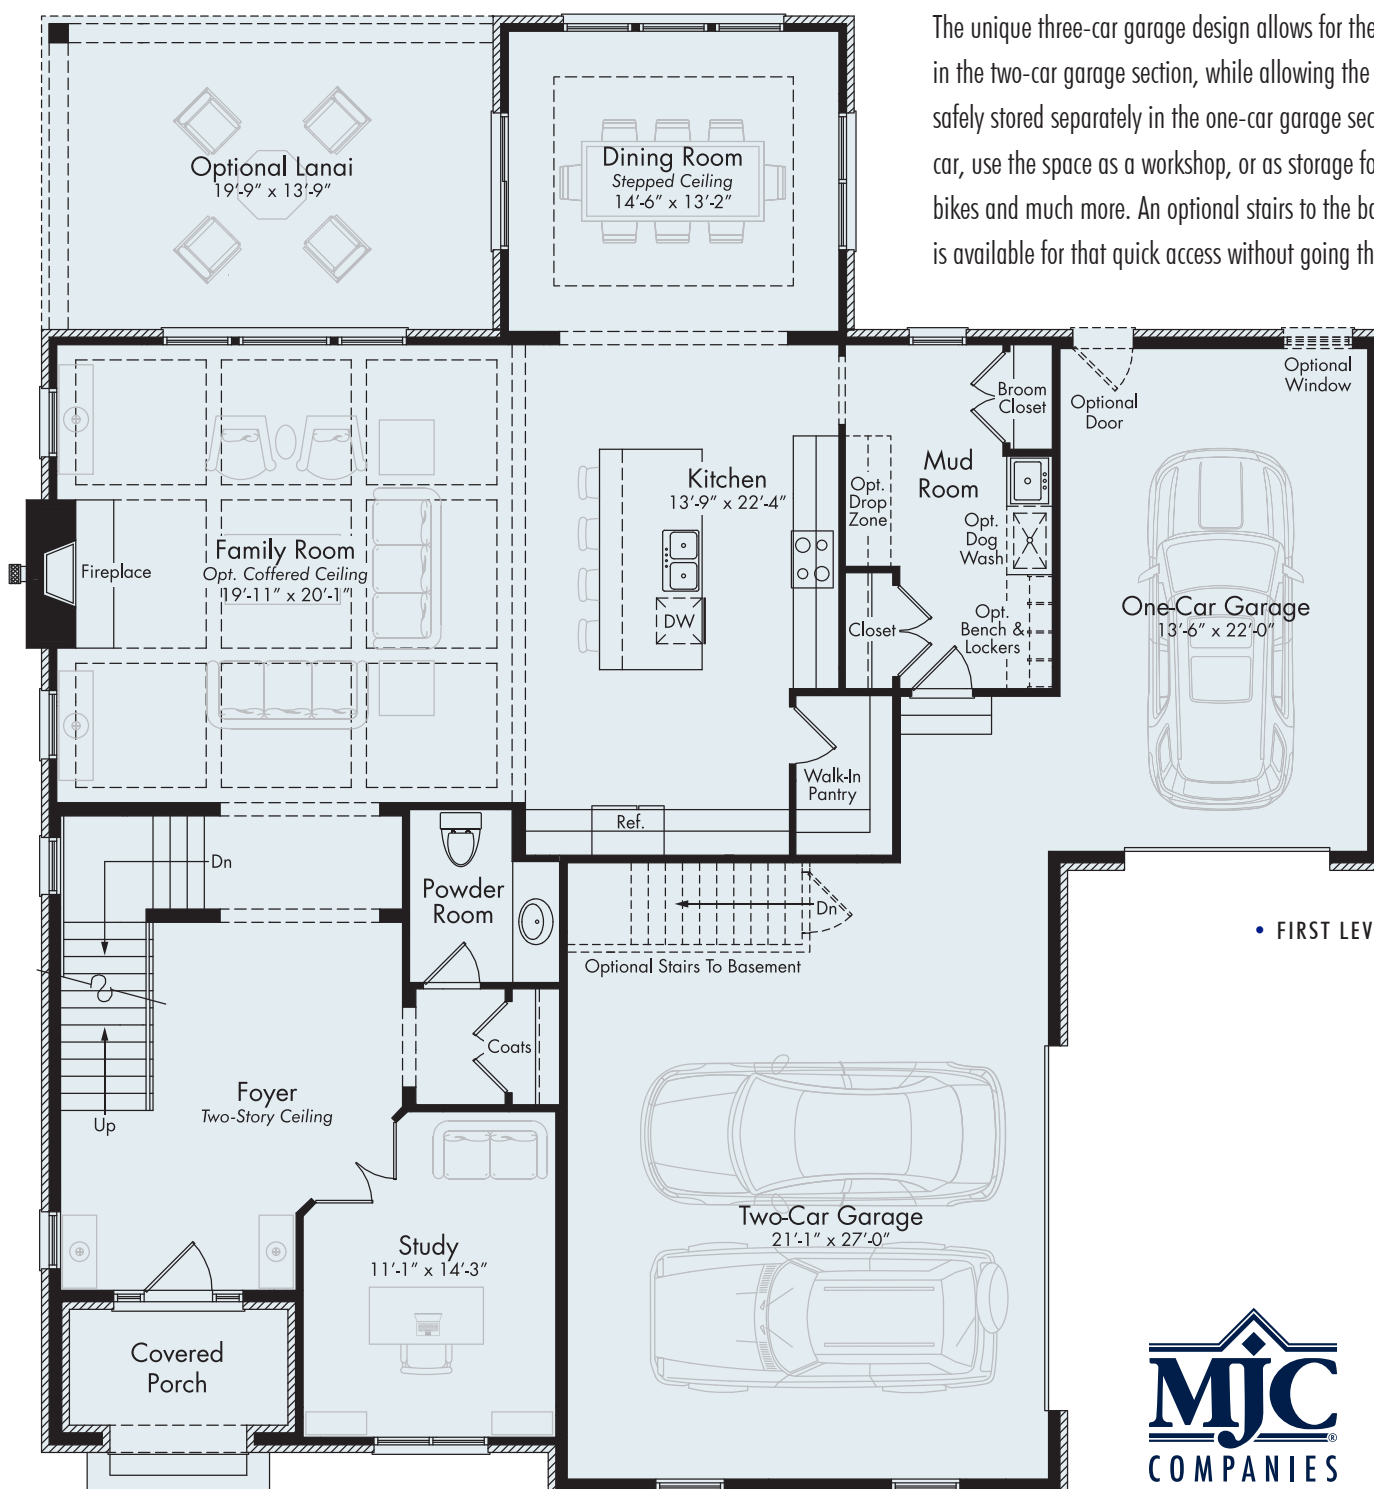 The unique three-car garage design allows for the
in the two-car garage section, while allowing the
safely stored separately in the one-car garage sec
car, use the space as a workshop, or as storage fo
bikes and much more. An optional stairs to the ba
is available for that quick access without going th
Optional Lanai
19'-9" x 13'-9"
Dining Room
Stepped Ceiling
14'-6" x 13'-2"
Optional
Window
Optional
Door
Broom
Closet
Mud
Room
Kitchen
13'-9" x 22'-4"
Opt.
Drop
Zone
Opt.
Dog
Wash
Family Room
Opt. Coffered Ceiling
19'-11" x 20'-1"
Fireplace
DW
Closet
Opt.
Bench &
Lockers
One-Car Garage
13'-6" x 22'-0"
Walk-In
Pantry
Ref.
Dn
Powder
Room
Dn
Optional Stairs To Basement
• FIRST LEV
Coats
Foyer
Two-Story Ceiling
Up
Two-Car Garage
21'-1" x 27'-0"
Study
11'-1" x 14'-3"
Covered
Porch
MJC
®
COMPANIES